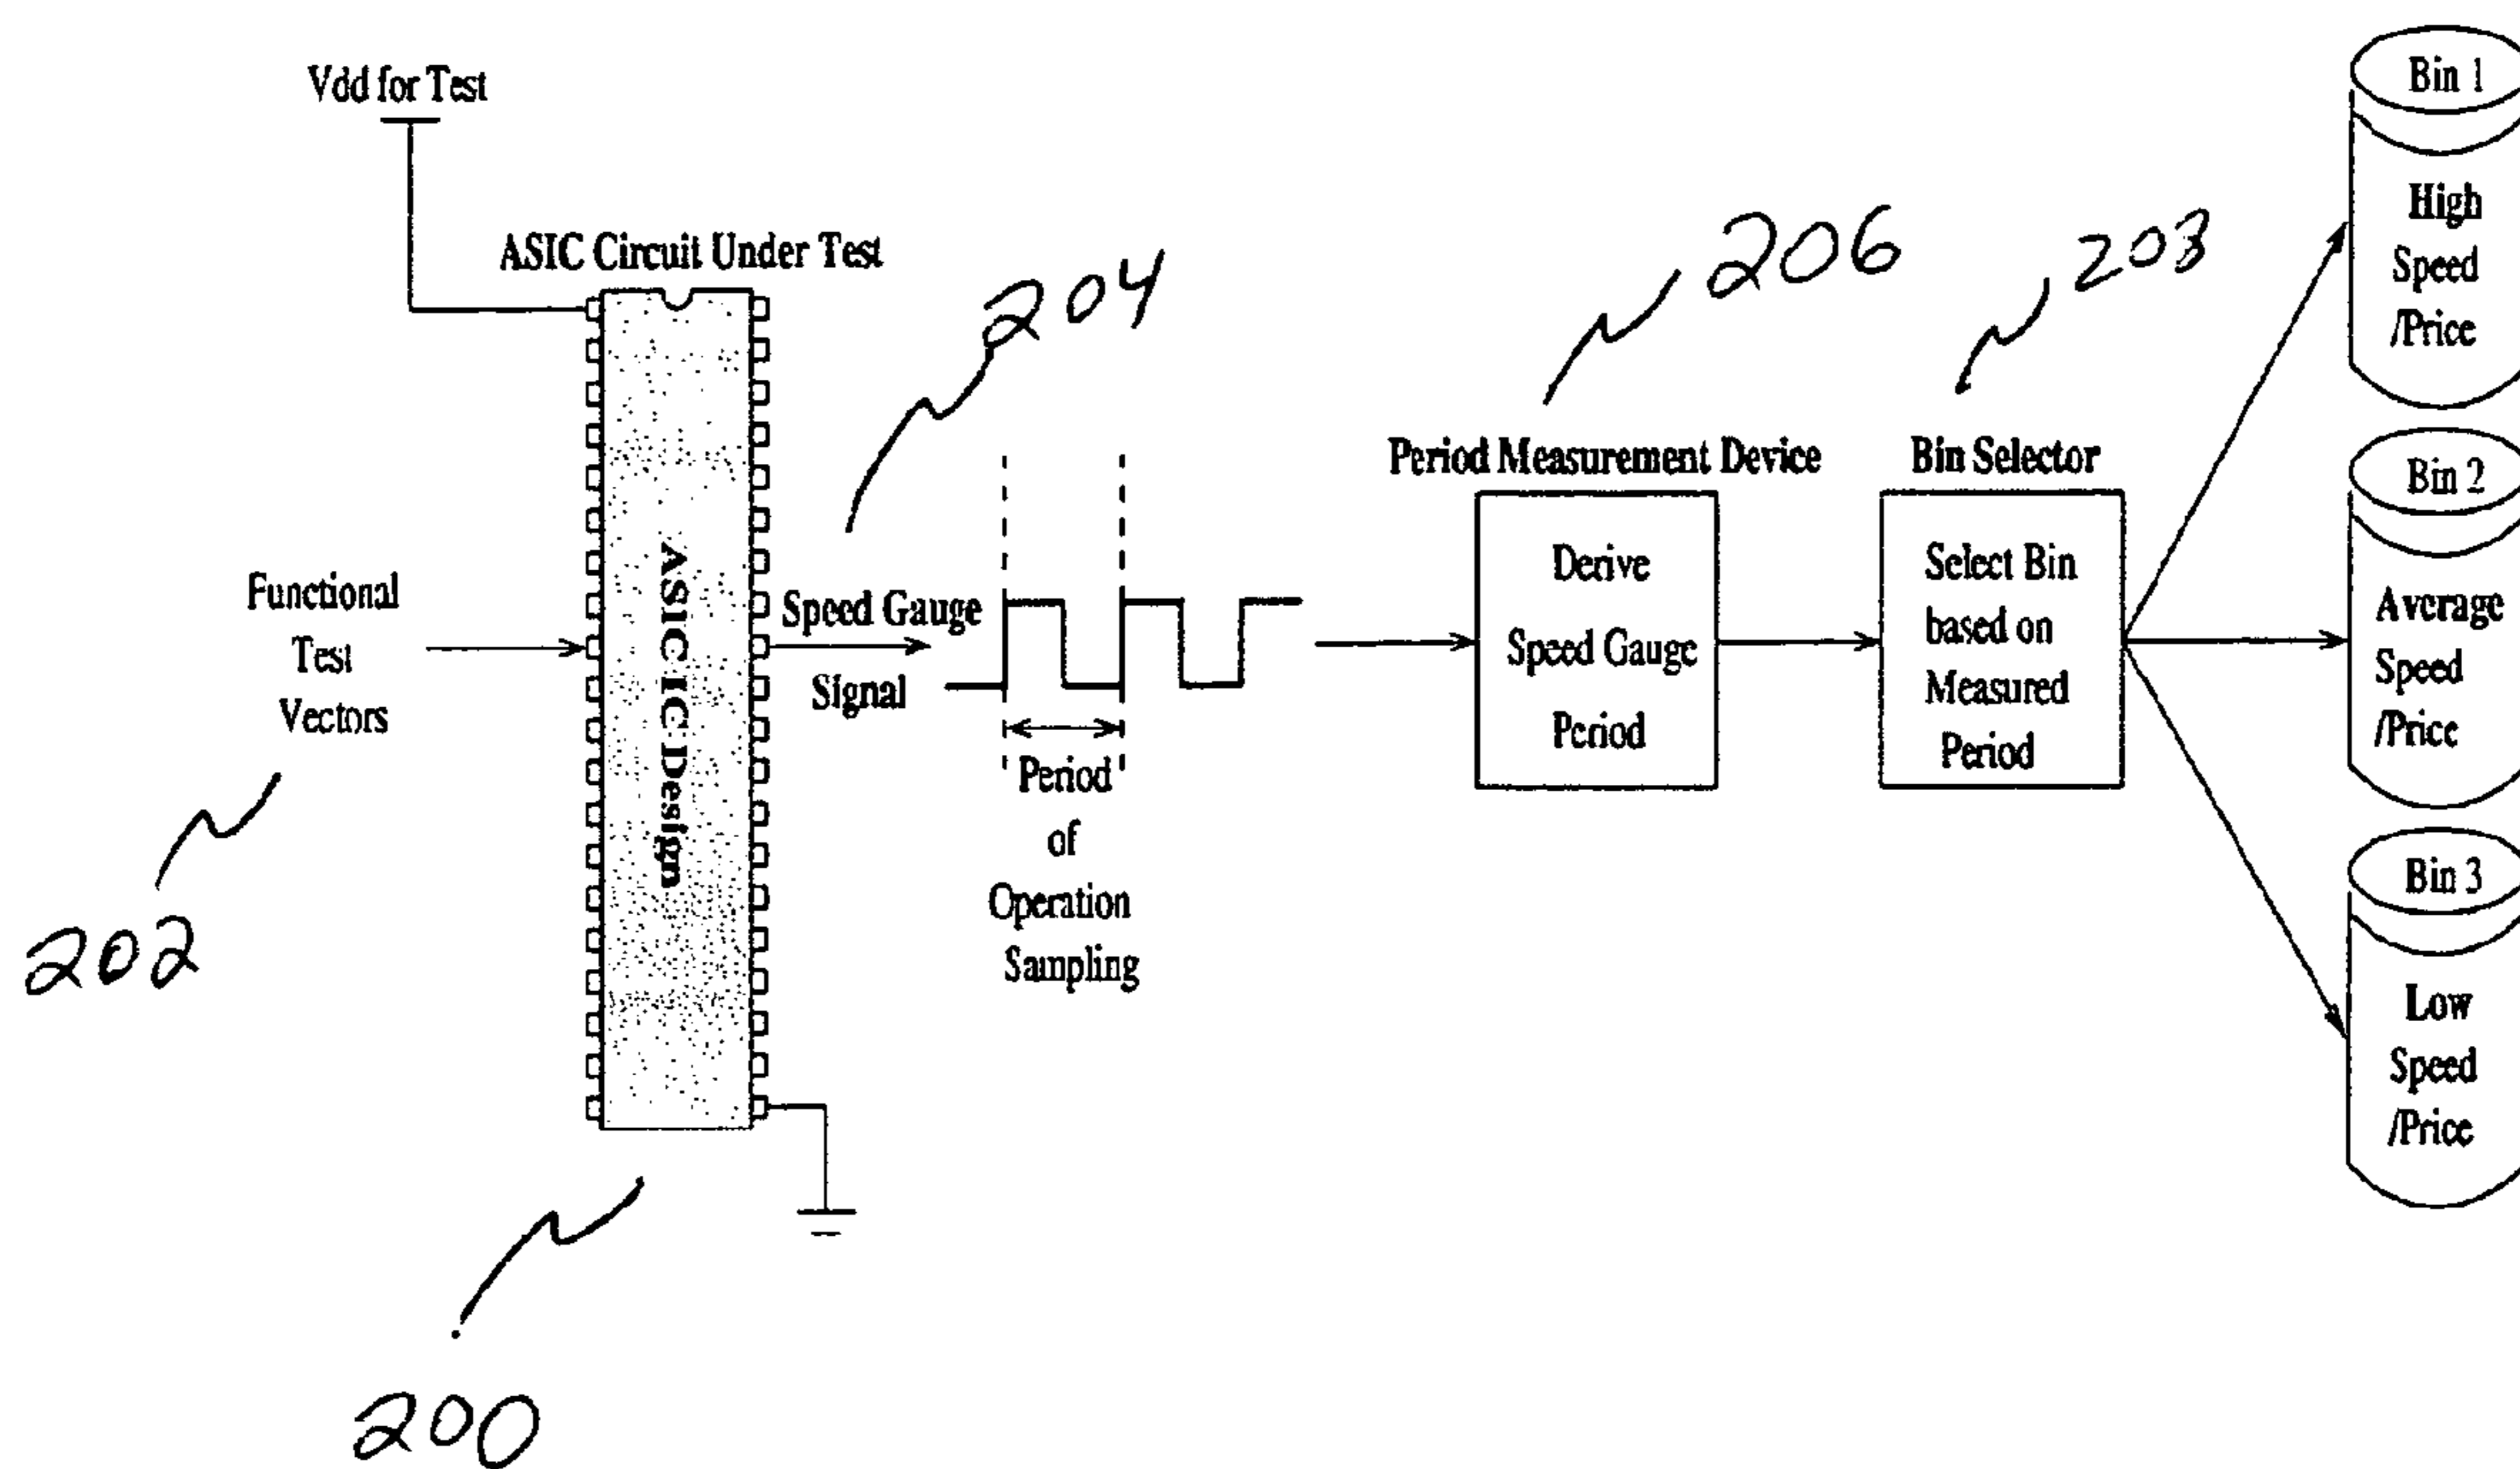 Vdd for Test
ASIC Circuit Under Test
204
206
203
Bin 1
High
Speed
/Price
Functional
Test
Vectors
202
ASIC IC Design
Speed Gauge
Signal
Period
of
Operation
Sampling
Period Measurement Device
Derive
Speed Gauge
Period
Bin Selector
Select Bin
based on
Measured
Period
Bin 2
Average
Speed
/Price
Bin 3
Low
Speed
/Price
200